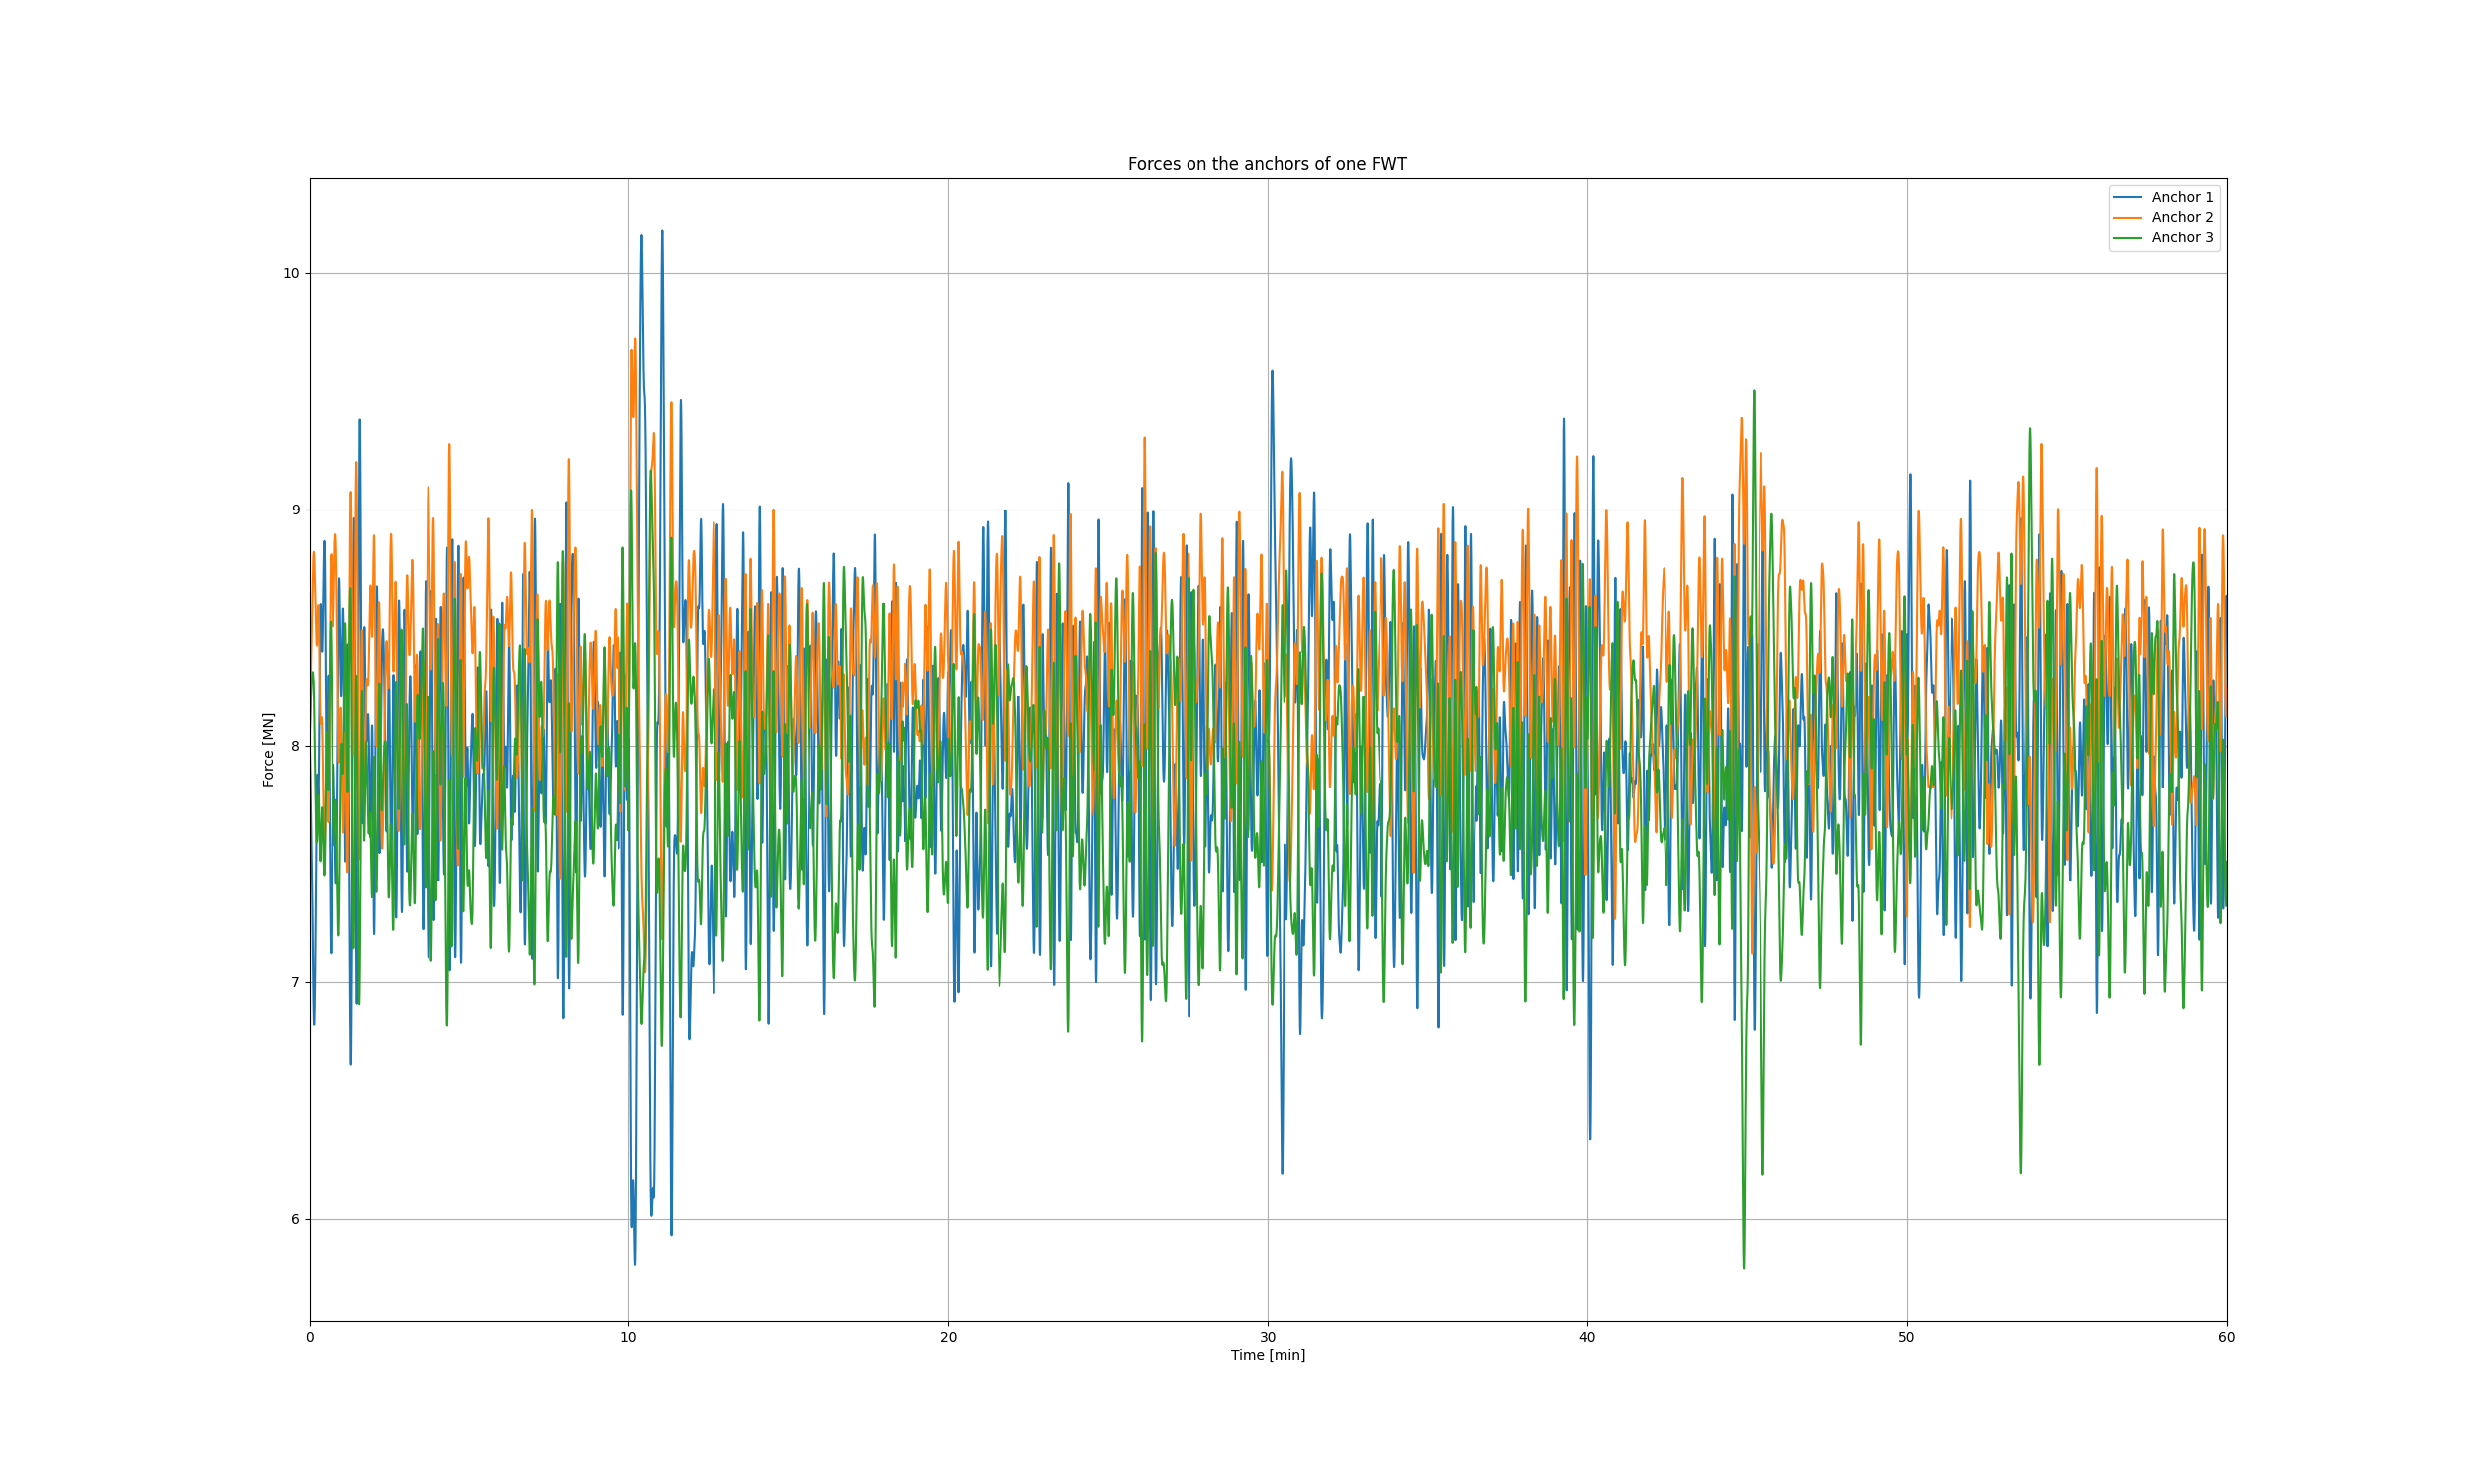 Forces on the anchors of one FWT
Anchor 1
Anchor 2
Anchor 3
Force [MN]
10
9
8
7
6
0 10 20 30 40 50 60
Time [min]